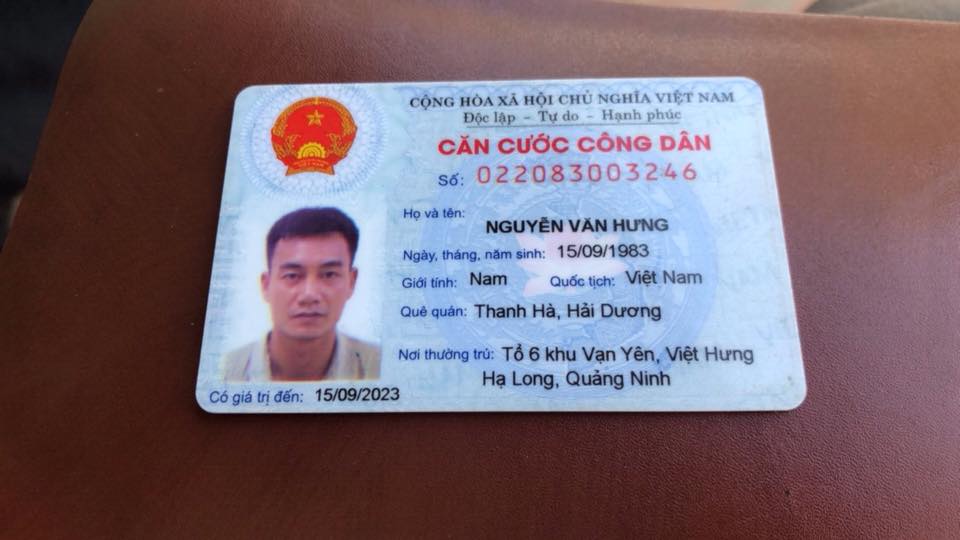 CỘNG HÒA XÃ HỘI CHỦ NGHĨA VIỆT NAM
Độc lập - Tự do - Hạnh phúc
CĂN CƯỚC CÔNG DÂN
Số: 022083003246
Họ và tên:
NGUYỄN VĂN HƯNG
Ngày, tháng, năm sinh: 15/09/1983
Giới tính: Nam Quốc tịch: Việt Nam
Quê quán: Thanh Hà, Hải Dương
Nơi thường trú: Tổ 6 khu Vạn Yên, Việt Hưng
Hạ Long, Quảng Ninh
Có giá trị đến: 15/09/2023